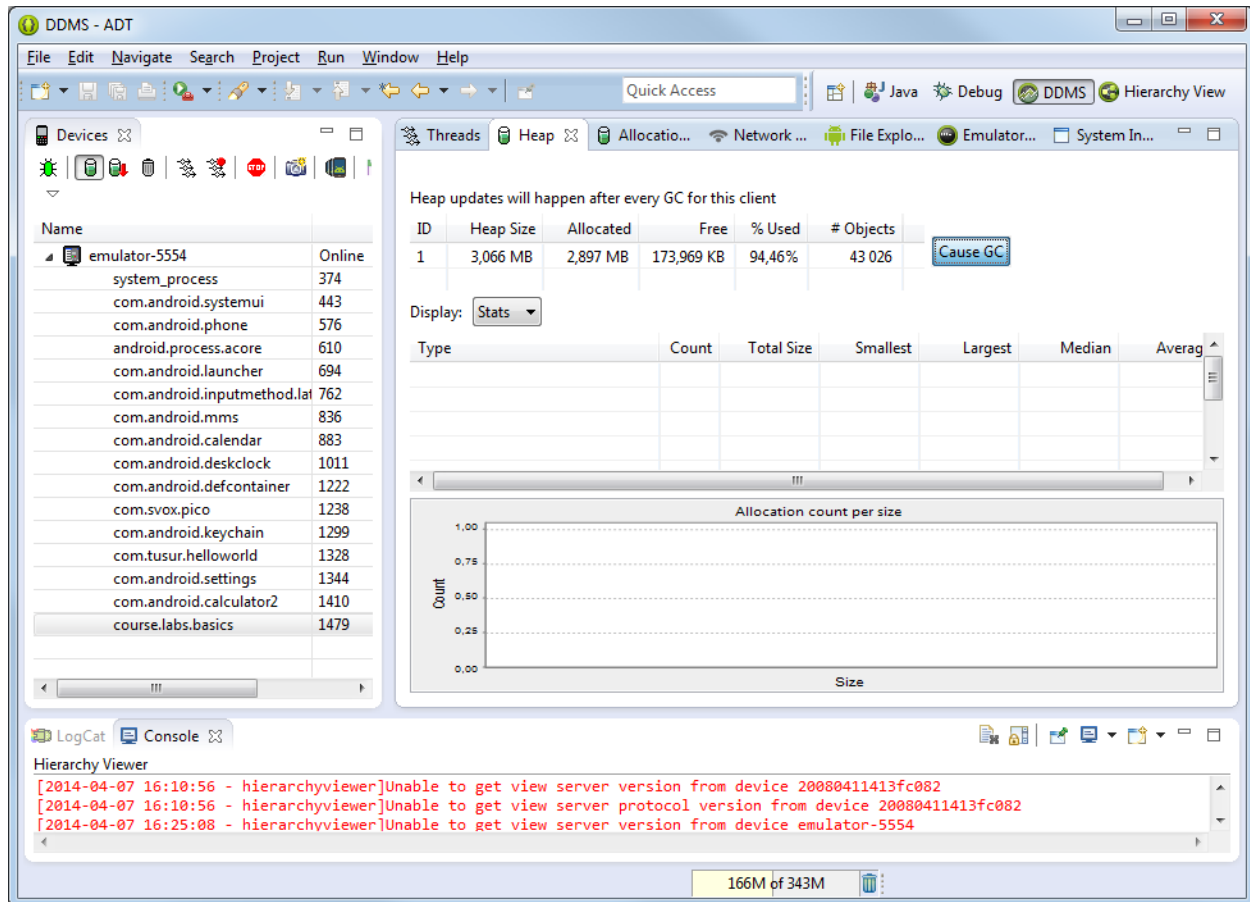 DDMS - ADT
File Edit Navigate Search Project Run Window Help
Quick Access
Java Debug DDMS Hierarchy View
Devices
Threads Heap Allocatio... Network ... File Explo... Emulator... System In...
Heap updates will happen after every GC for this client
ID Heap Size Allocated Free % Used # Objects
1 3,066 MB 2,897 MB 173,969 KB 94,46% 43 026
Cause GC
Display: Stats
Type Count Total Size Smallest Largest Median Averag
Name
emulator-5554 Online
system_process 374
com.android.systemui 443
com.android.phone 576
android.process.acore 610
com.android.launcher 694
com.android.inputmethod.lat 762
com.android.mms 836
com.android.calendar 883
com.android.deskclock 1011
com.android.defcontainer 1222
com.svox.pico 1238
com.android.keychain 1299
com.tusur.helloworld 1328
com.android.settings 1344
com.android.calculator2 1410
course.labs.basics 1479
Allocation count per size
1,00
0,75
0,50
0,25
0,00
Count
Size
LogCat Console
Hierarchy Viewer
[2014-04-07 16:10:56 - hierarchyviewer]Unable to get view server version from device 20080411413fc082
[2014-04-07 16:10:56 - hierarchyviewer]Unable to get view server protocol version from device 20080411413fc082
[2014-04-07 16:25:08 - hierarchyviewer]Unable to get view server version from device emulator-5554
166M of 343M